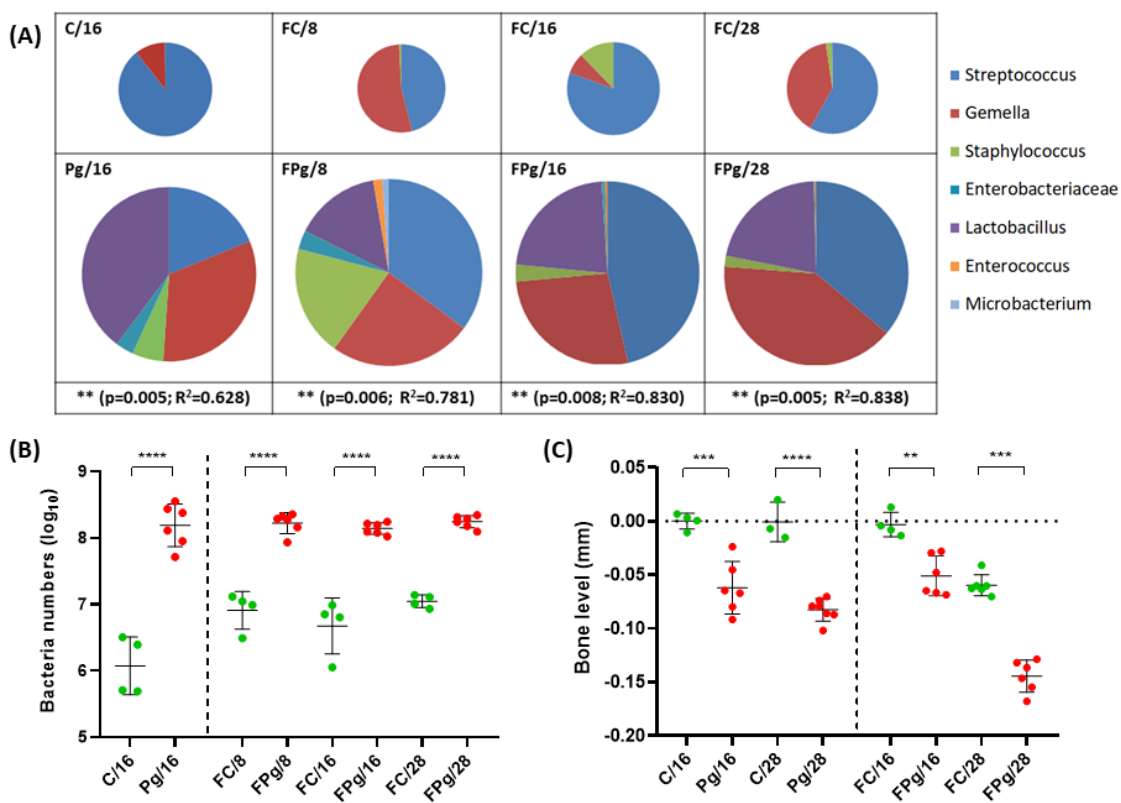 (A)
C/16 FC/8 FC/16 FC/28
Streptococcus
Gemella
Staphylococcus
Enterobacteriaceae
Lactobacillus
Enterococcus
Microbacterium
Pg/16 FPg/8 FPg/16 FPg/28
** (p=0.005; R²=0.628) ** (p=0.006; R²=0.781) ** (p=0.008; R²=0.830) ** (p=0.005; R²=0.838)
(B)
**** **** **** ****
Bacteria numbers (log₁₀)
9
8
7
6
5
C/16 Pg/16 FC/8 FPg/8 FC/16 FPg/16 FC/28 FPg/28
(C)
*** **** ** ***
Bone level (mm)
0.05
0.00
-0.05
-0.10
-0.15
-0.20
C/16 Pg/16 C/28 Pg/28 FC/16 FPg/16 FC/28 FPg/28